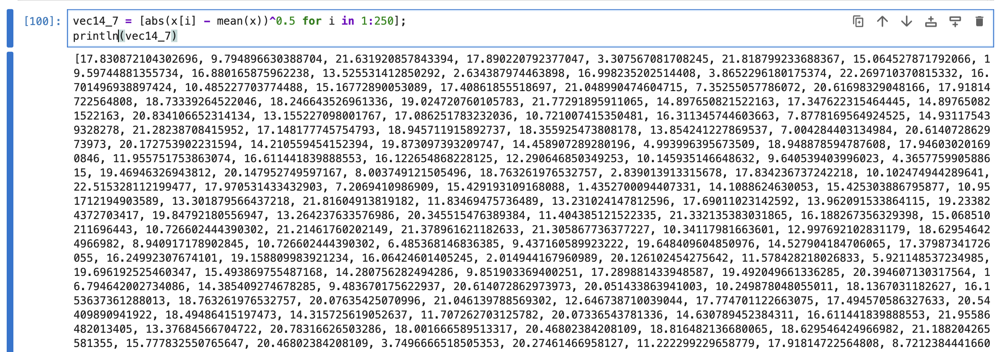 [100]: vec14_7 = [abs(x[i] - mean(x))^0.5 for i in 1:250];
println(vec14_7)
[17.830872104302696, 9.794896630388704, 21.631920857843394, 17.890220792377047, 3.307567081708245, 21.818799233688367, 15.064527871792066, 1
9.59744881355734, 16.880165875962238, 13.525531412850292, 2.634387974463898, 16.998235202514408, 3.8652296180175374, 22.269710370815332, 16.
701496938897424, 10.485227703774488, 15.16772890053089, 17.40861855518697, 21.048990474604715, 7.35255057786072, 20.61698329048166, 17.91814
722564808, 18.73339264522046, 18.246643526961336, 19.024720760105783, 21.77291895911065, 14.897650821522163, 17.347622315464445, 14.89765082
1522163, 20.834106652314134, 13.155227098001767, 17.086251783232036, 10.721007415350481, 16.311345744603663, 7.8778169564924525, 14.93117543
9328278, 21.28238708415952, 17.148177745754793, 18.945711915892737, 18.355925473808178, 13.854241227869537, 7.004284403134984, 20.6140728629
73973, 20.172753902231594, 14.210559454152394, 19.873097393209747, 14.458907289280196, 4.993996395673509, 18.948878594787608, 17.94603020169
0846, 11.955751753863074, 16.611441839888553, 16.122654868228125, 12.290646850349253, 10.145935146648632, 9.640539403996023, 4.3657759905886
15, 19.46946326943812, 20.147952749597167, 8.003749121505496, 18.763261976532757, 2.839013913315678, 17.834236737242218, 10.102474944289641,
22.515328112199477, 17.970531433432903, 7.2069410986909, 15.429193109168088, 1.4352700094407331, 14.1088624630053, 15.425303886795877, 10.95
1712194903589, 13.301879566437218, 21.81604913819182, 11.83469475736489, 13.231024147812596, 17.69011023142592, 13.962091533864115, 19.23382
4372703417, 19.84792180556947, 13.264237633576986, 20.345515476389384, 11.404385121522335, 21.332135383031865, 16.188267356329398, 15.068510
211696443, 10.726602444390302, 21.21461760202149, 21.378961621182633, 21.305867736377227, 10.34117981663601, 12.997692102831179, 18.62954642
4966982, 8.940917178902845, 10.726602444390302, 6.485368146836385, 9.437160589923222, 19.648409604850976, 14.527904184706065, 17.37987341726
055, 16.24992307674101, 19.158809983921234, 16.06424601405245, 2.014944167960989, 20.126102454275642, 11.578428218026833, 5.921148537234985,
19.696192525460347, 15.493869755487168, 14.280756282494286, 9.851903369400251, 17.289881433948587, 19.492049661336285, 20.394607130317564, 1
6.794642002734086, 14.385409274678285, 9.483670175622937, 20.614072862973973, 20.051433863941003, 10.249878048055011, 18.1367031182627, 16.1
53637361288013, 18.763261976532757, 20.07635425070996, 21.046139788569302, 12.646738710039044, 17.774701122663075, 17.494570586327633, 20.54
409890941922, 18.49486415197473, 14.315725619052637, 11.707262703125782, 20.07336543781336, 14.630789452384311, 16.611441839888553, 21.95586
482013405, 13.37684566704722, 20.78316626503286, 18.001666589513317, 20.46802384208109, 18.816482136680065, 18.629546424966982, 21.188204265
581355, 15.777832550765647, 20.46802384208109, 3.7496666518505353, 20.27461466958127, 11.222299229658779, 17.91814722564808, 8.7212384441660